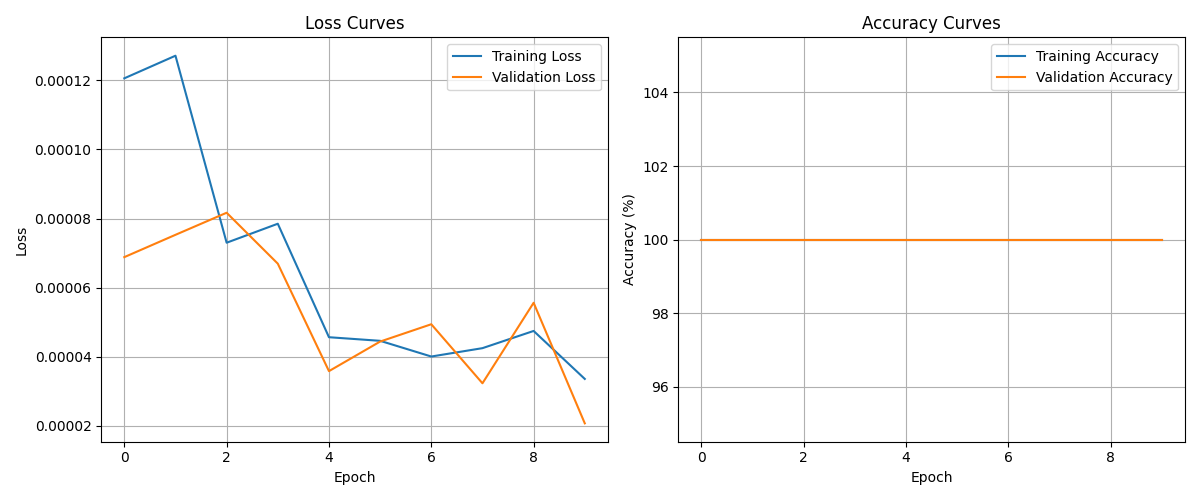 Loss Curves
Training Loss
Validation Loss
0.00012
0.00010
0.00008
0.00006
0.00004
0.00002
Loss
0 2 4 6 8
Epoch
Accuracy Curves
Training Accuracy
Validation Accuracy
104
102
100
98
96
Accuracy (%)
0 2 4 6 8
Epoch